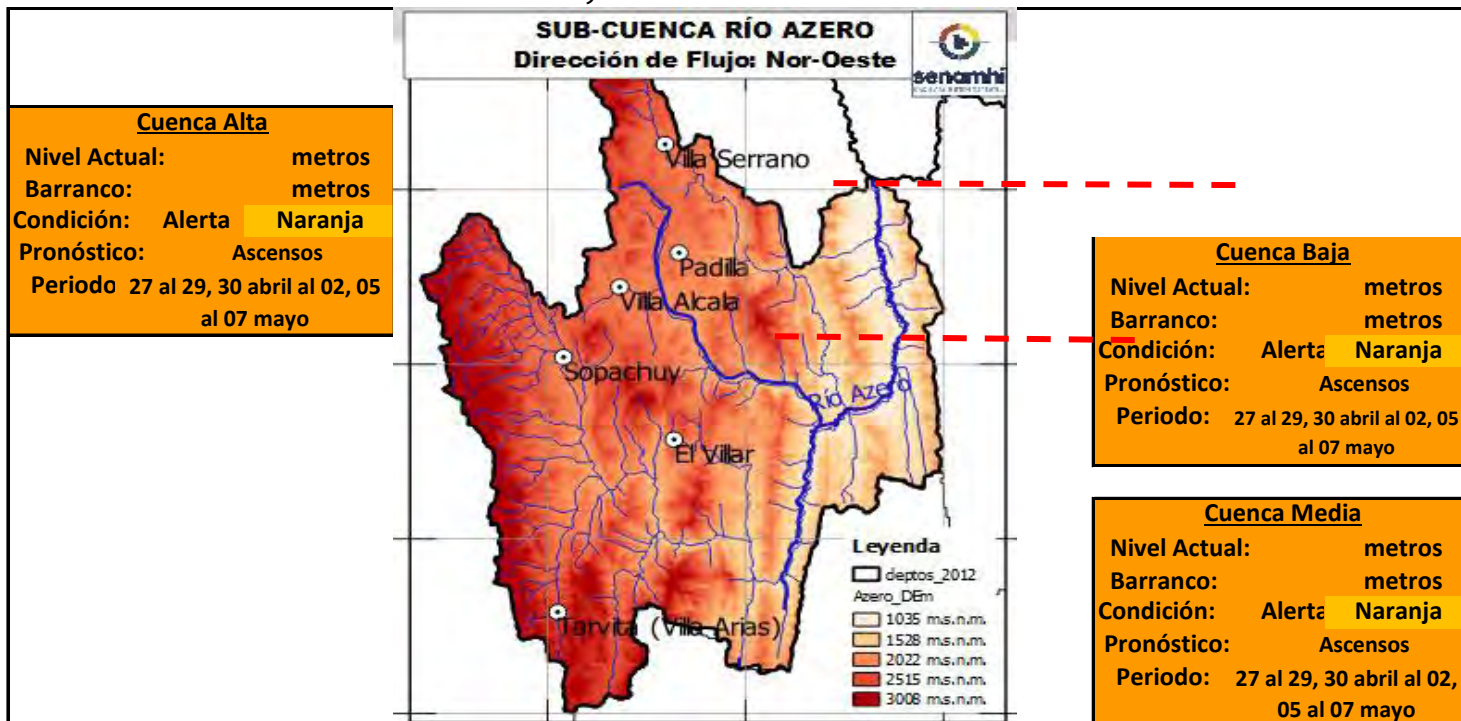 SUB-CUENCA RÍO AZERO
Dirección de Flujo: Nor-Oeste
senamhi
Cuenca Alta
Nivel Actual: metros
Barranco: metros
Condición: Alerta Naranja
Pronóstico: Ascensos
Periodo 27 al 29, 30 abril al 02, 05
al 07 mayo
Villa Serrano
Padilla
Villa Alcala
Sopachuy
Río Azero
El Villar
Tarvita (Villa Arias)
Leyenda
deptos_2012
Azero_DEm
1035 m.s.n.m.
1528 m.s.n.m.
2022 m.s.n.m.
2515 m.s.n.m.
3008 m.s.n.m.
Cuenca Baja
Nivel Actual: metros
Barranco: metros
Condición: Alerta Naranja
Pronóstico: Ascensos
Periodo: 27 al 29, 30 abril al 02, 05
al 07 mayo
Cuenca Media
Nivel Actual: metros
Barranco: metros
Condición: Alerta Naranja
Pronóstico: Ascensos
Periodo: 27 al 29, 30 abril al 02,
05 al 07 mayo